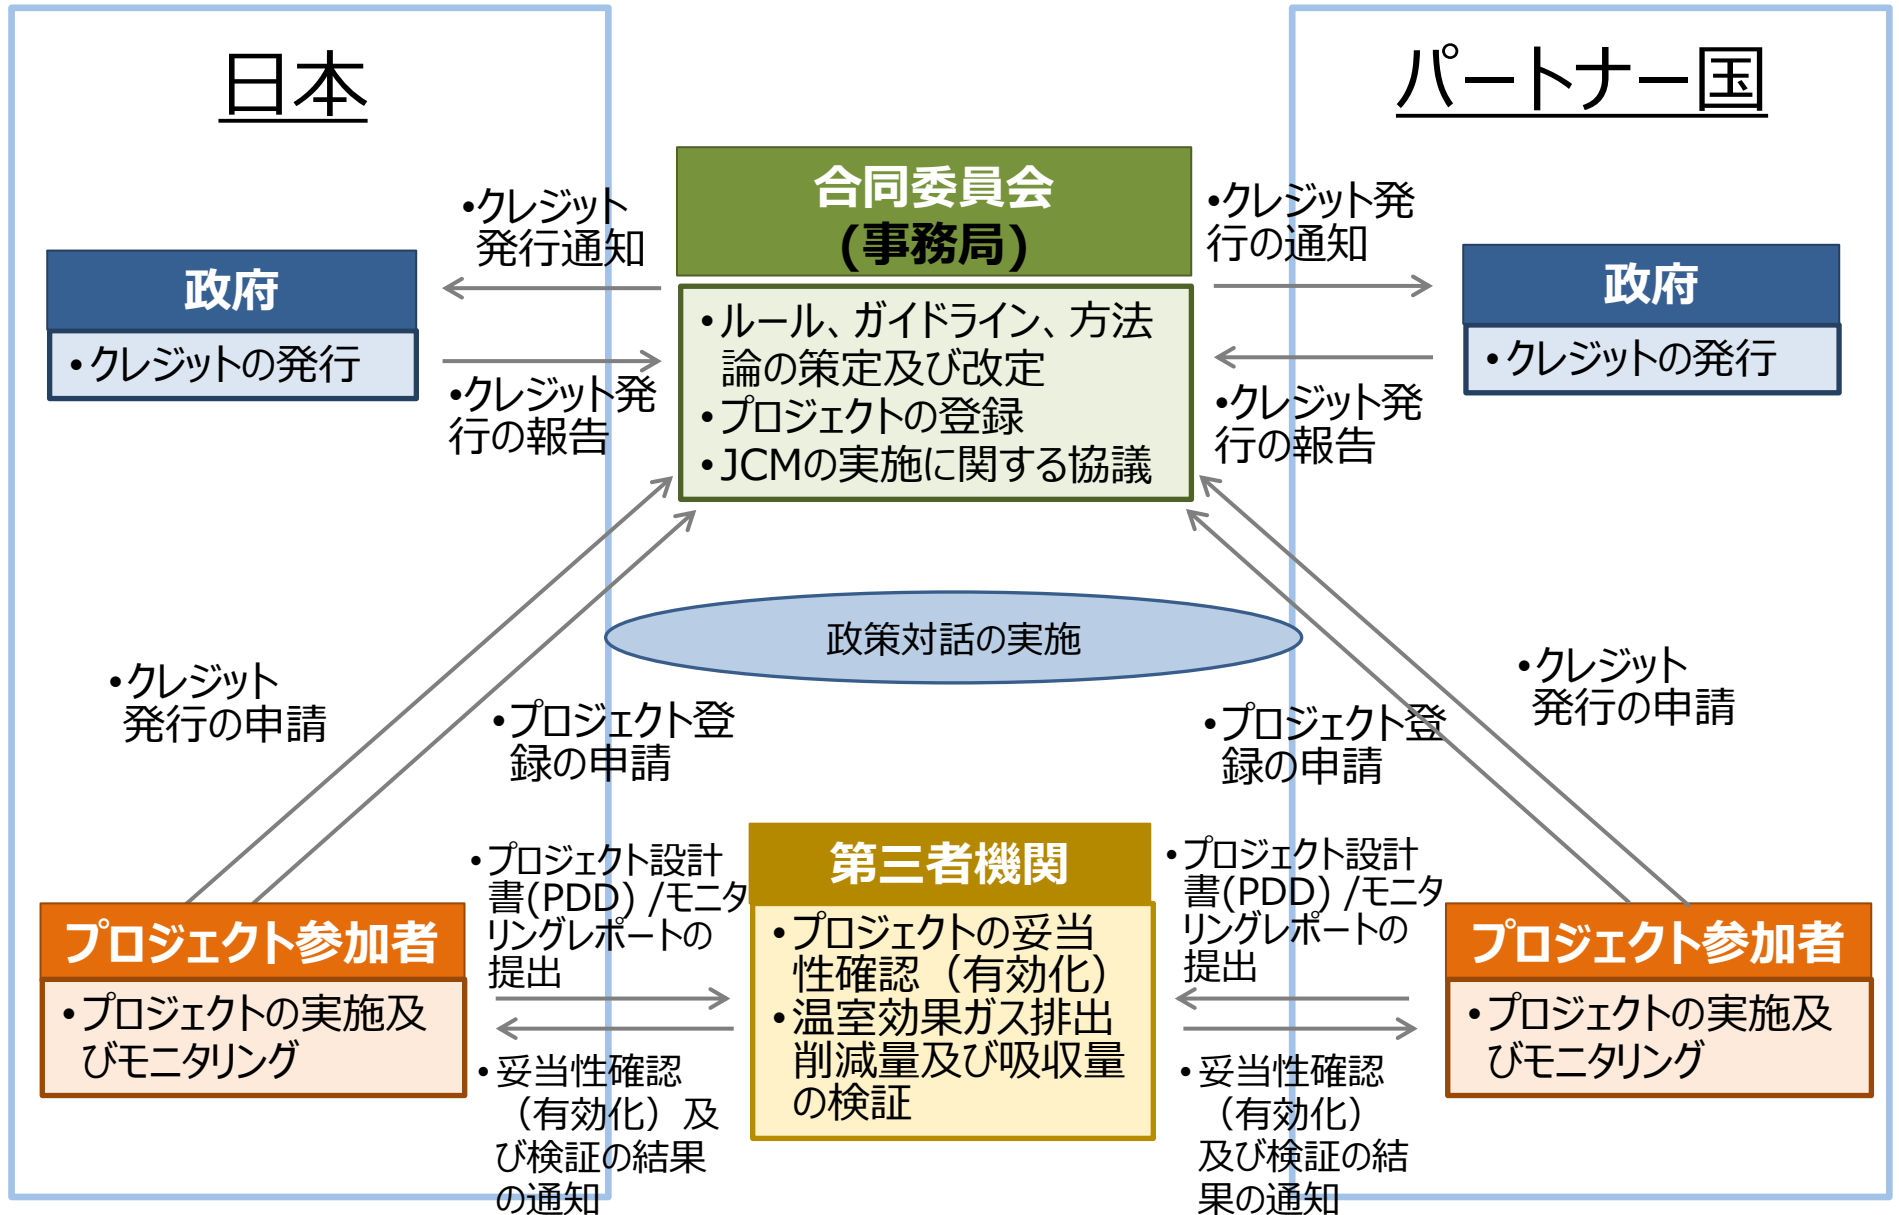 日本
パートナー国
合同委員会
(事務局)
•ルール、ガイドライン、方法
論の策定及び改定
•プロジェクトの登録
•JCMの実施に関する協議
•クレジット
発行通知
•クレジット発
行の通知
政府
•クレジットの発行
政府
•クレジットの発行
•クレジット発
行の報告
•クレジット発
行の報告
政策対話の実施
•クレジット
発行の申請
•プロジェクト登
録の申請
•プロジェクト登
録の申請
•クレジット
発行の申請
プロジェクト参加者
•プロジェクトの実施及
びモニタリング
•プロジェクト設計
書(PDD) /モニタ
リングレポートの
提出
第三者機関
•プロジェクトの妥当
性確認（有効化）
•温室効果ガス排出
削減量及び吸収量
の検証
•プロジェクト設計
書(PDD) /モニタ
リングレポートの
提出
プロジェクト参加者
•プロジェクトの実施及
びモニタリング
•妥当性確認
（有効化）及
び検証の結果
の通知
•妥当性確認
（有効化）
及び検証の結
果の通知